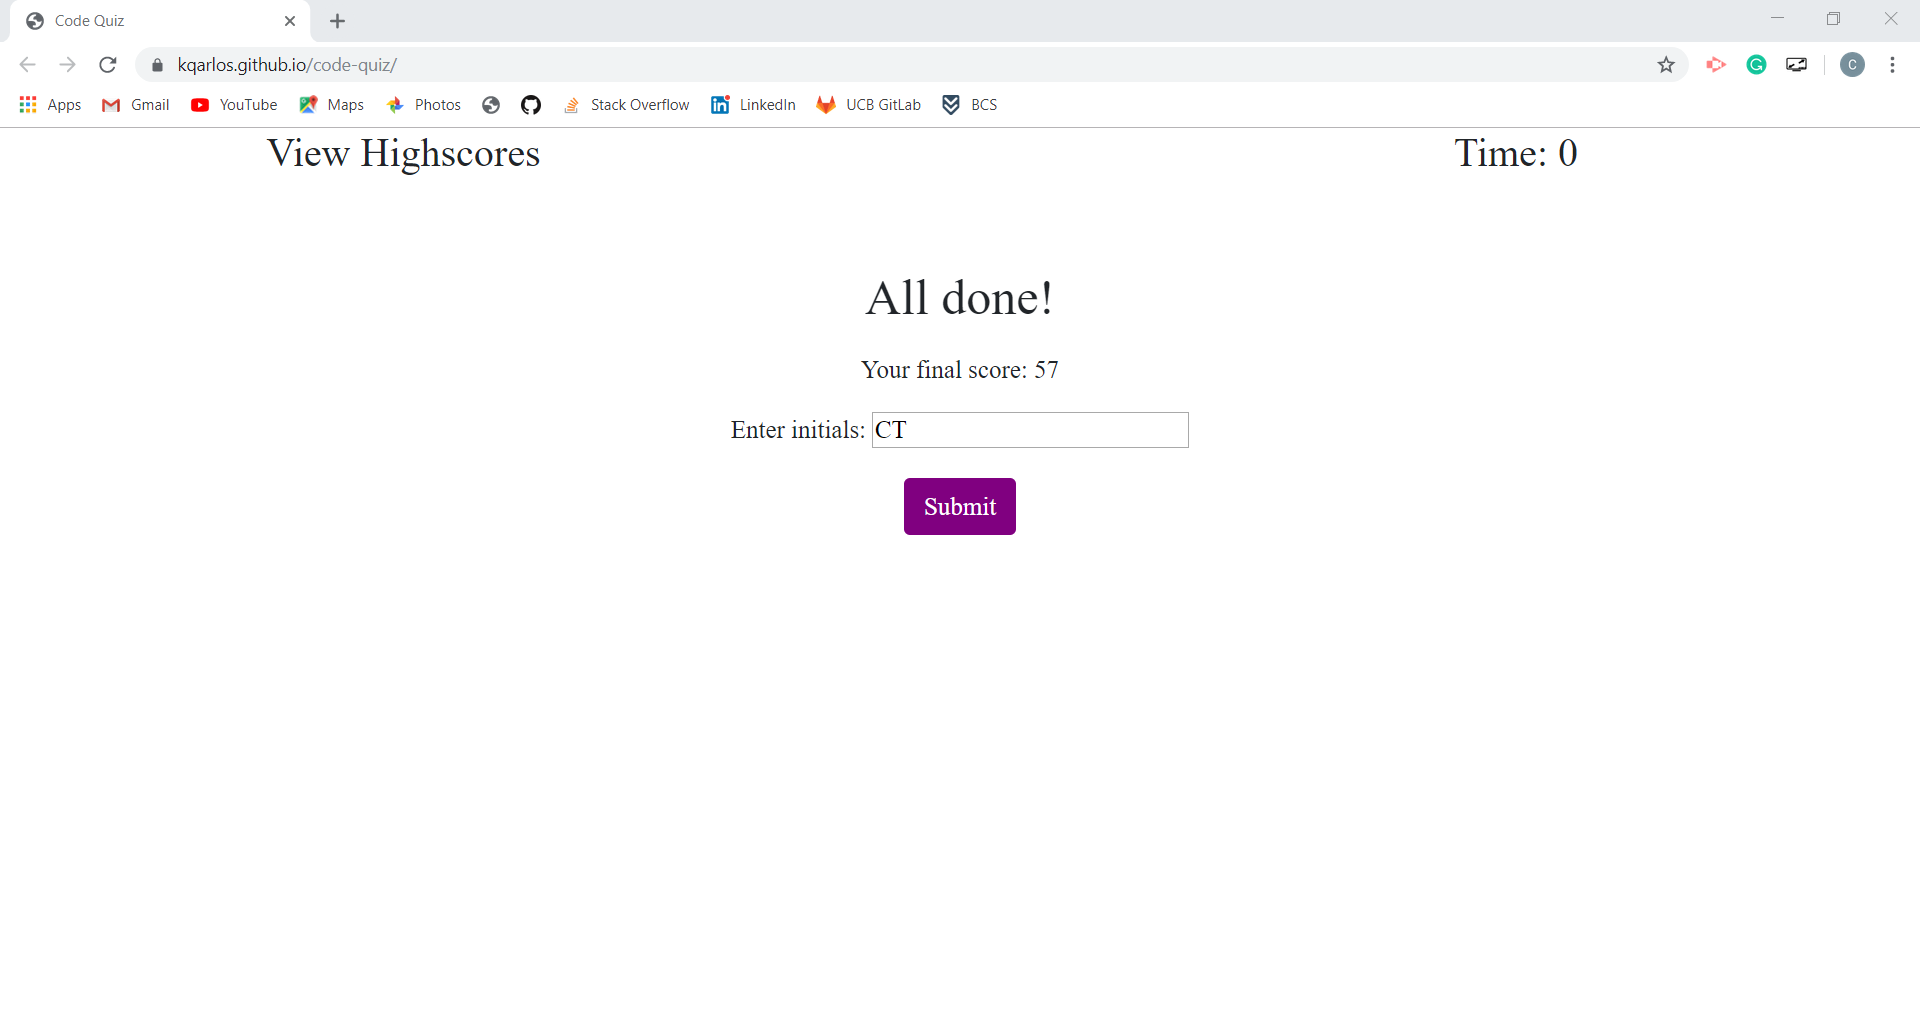 Code Quiz
kqarlos.github.io/code-quiz/
C
Apps Gmail YouTube Maps Photos Stack Overflow LinkedIn UCB GitLab BCS
View Highscores Time: 0
All done!
Your final score: 57
Enter initials: CT
Submit